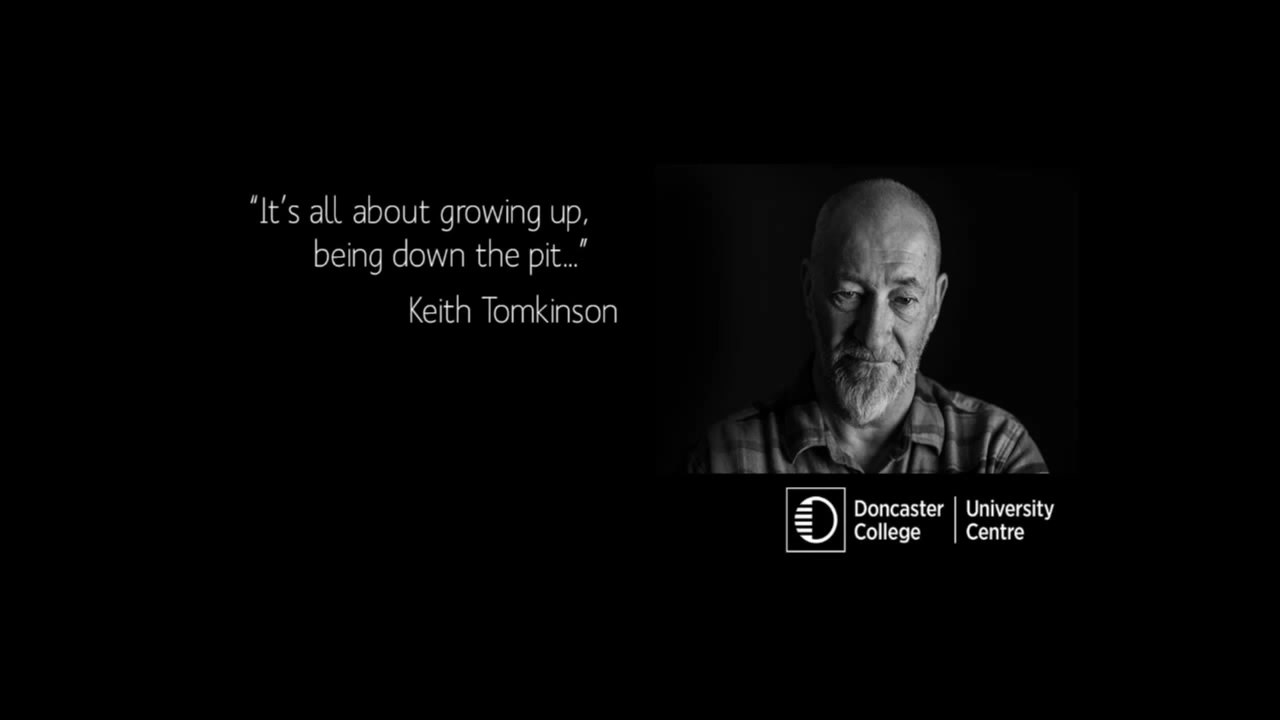 “It’s all about growing up,
being down the pit...”
Keith Tomkinson
Doncaster College
University Centre